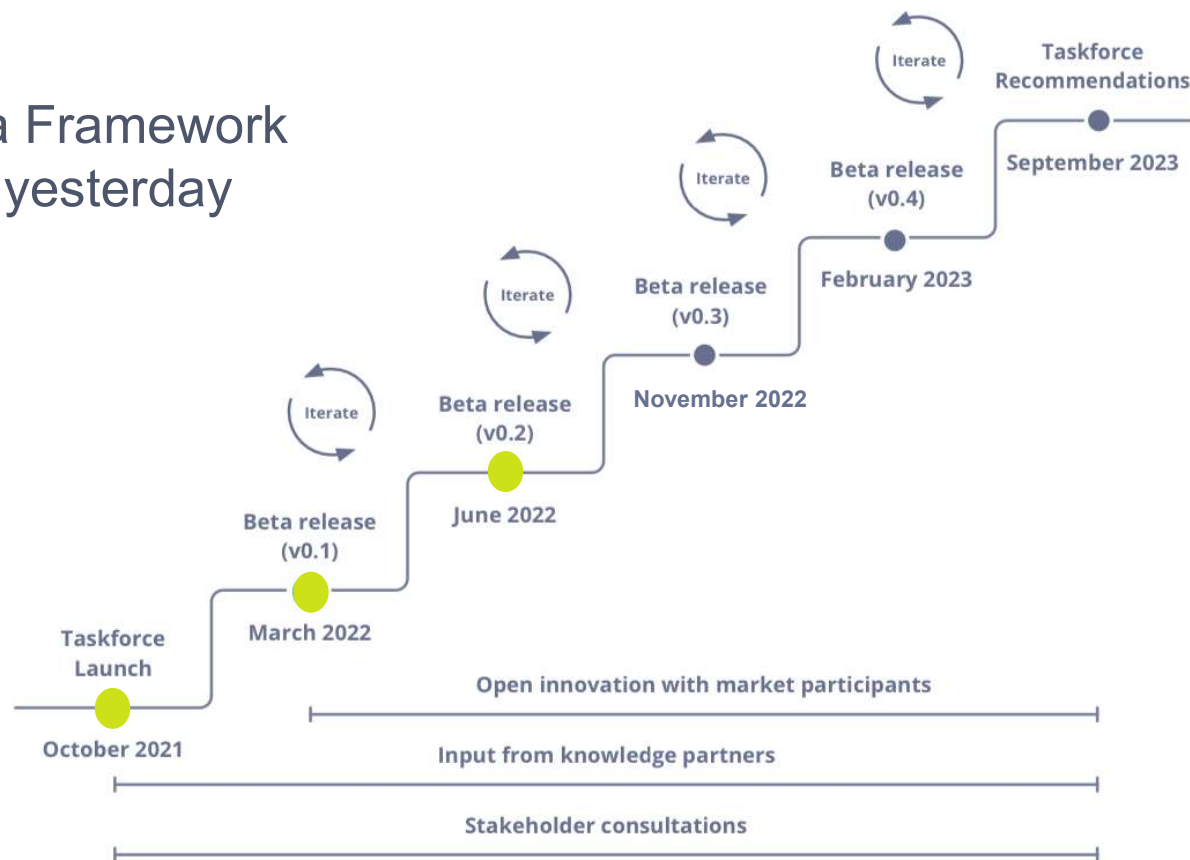 a Framework
yesterday
Iterate
Taskforce
Recommendations
September 2023
Iterate
Beta release
(v0.4)
February 2023
Iterate
Beta release
(v0.3)
November 2022
Iterate
Beta release
(v0.2)
June 2022
Beta release
(v0.1)
March 2022
Taskforce
Launch
October 2021
Open innovation with market participants
Input from knowledge partners
Stakeholder consultations